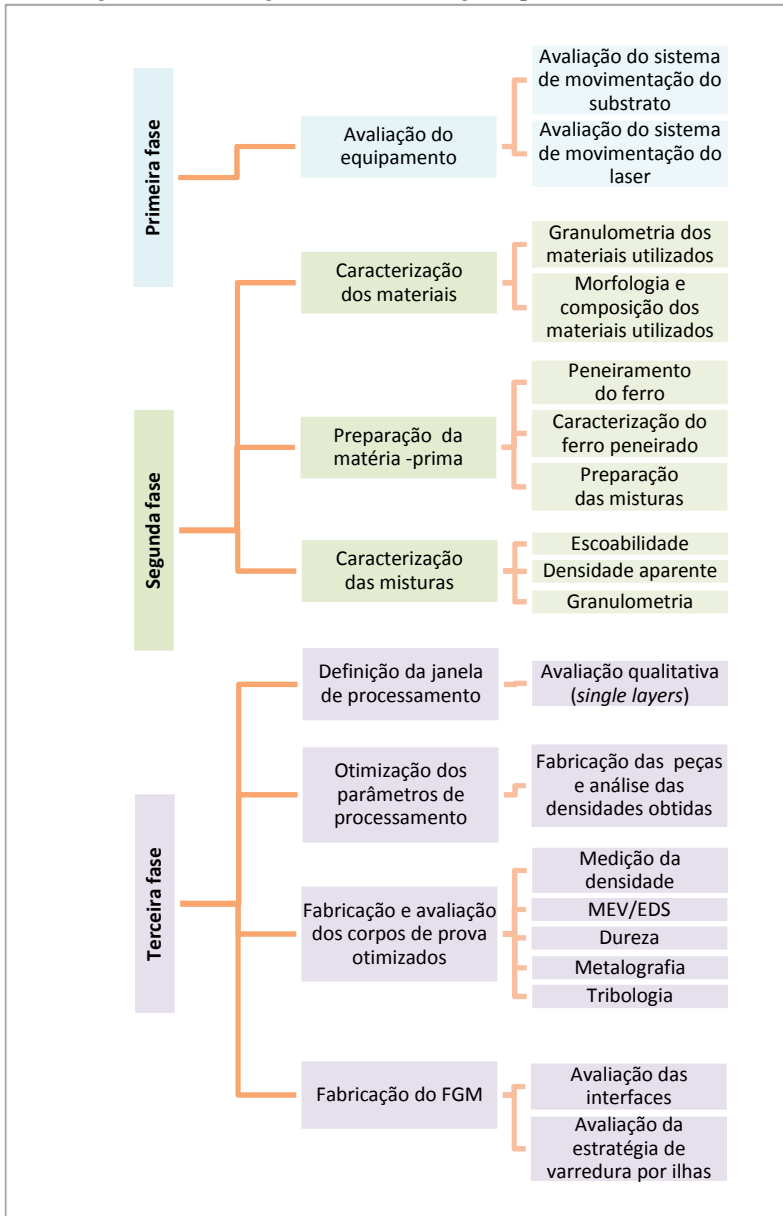 Primeira fase
Avaliação do
equipamento
Avaliação do sistema
de movimentação do
substrato
Avaliação do sistema
de movimentação do
laser
Segunda fase
Caracterização
dos materiais
Granulometria dos
materiais utilizados
Morfologia e
composição dos
materiais utilizados
Preparação da
matéria -prima
Peneiramento
do ferro
Caracterização do
ferro peneirado
Preparação
das misturas
Caracterização
das misturas
Escoabilidade
Densidade aparente
Granulometria
Terceira fase
Definição da janela
de processamento
Avaliação qualitativa
(single layers)
Otimização dos
parâmetros de
processamento
Fabricação das peças
e análise das
densidades obtidas
Fabricação e avaliação
dos corpos de prova
otimizados
Medição da
densidade
MEV/EDS
Dureza
Metalografia
Tribologia
Fabricação do FGM
Avaliação das
interfaces
Avaliação da
estratégia de
varredura por ilhas